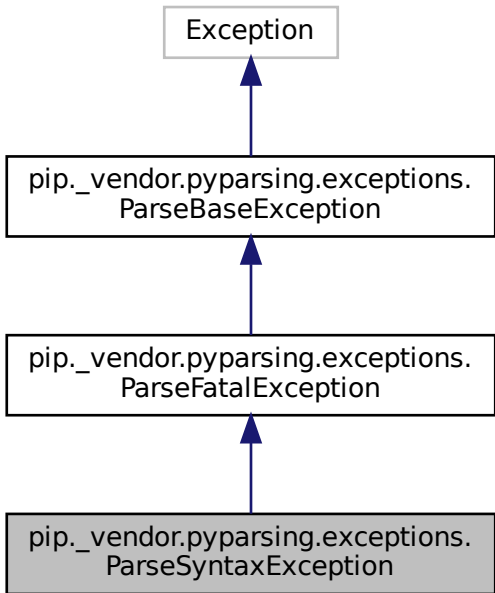 Exception
pip._vendor.pyparsing.exceptions.
ParseBaseException
pip._vendor.pyparsing.exceptions.
ParseFatalException
pip._vendor.pyparsing.exceptions.
ParseSyntaxException